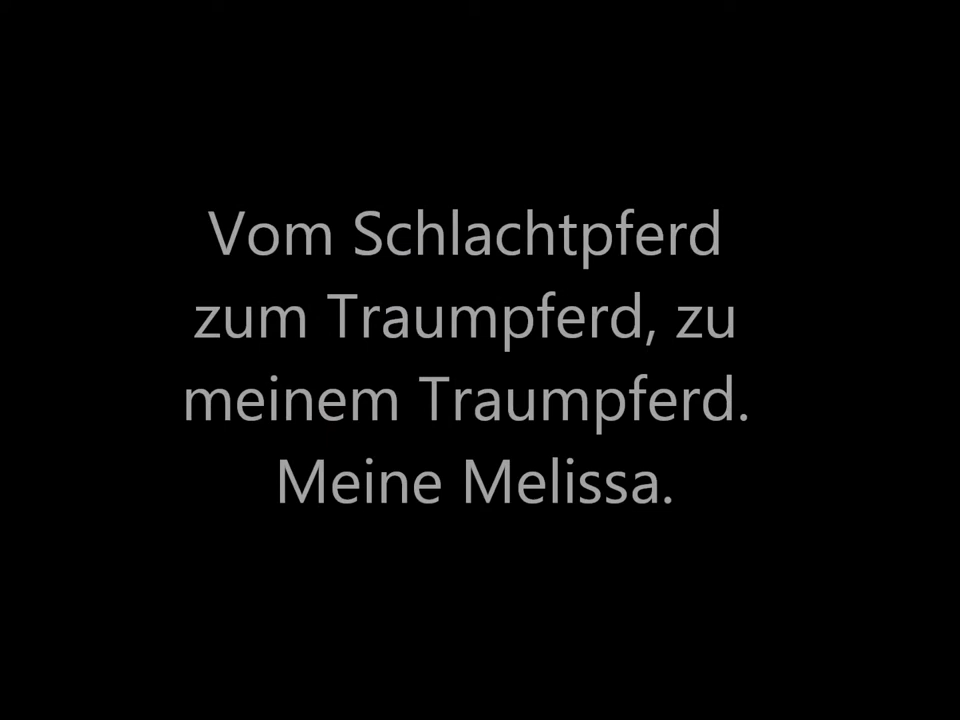 Vom Schlachtpferd
zum Traumpferd, zu
meinem Traumpferd.
Meine Melissa.